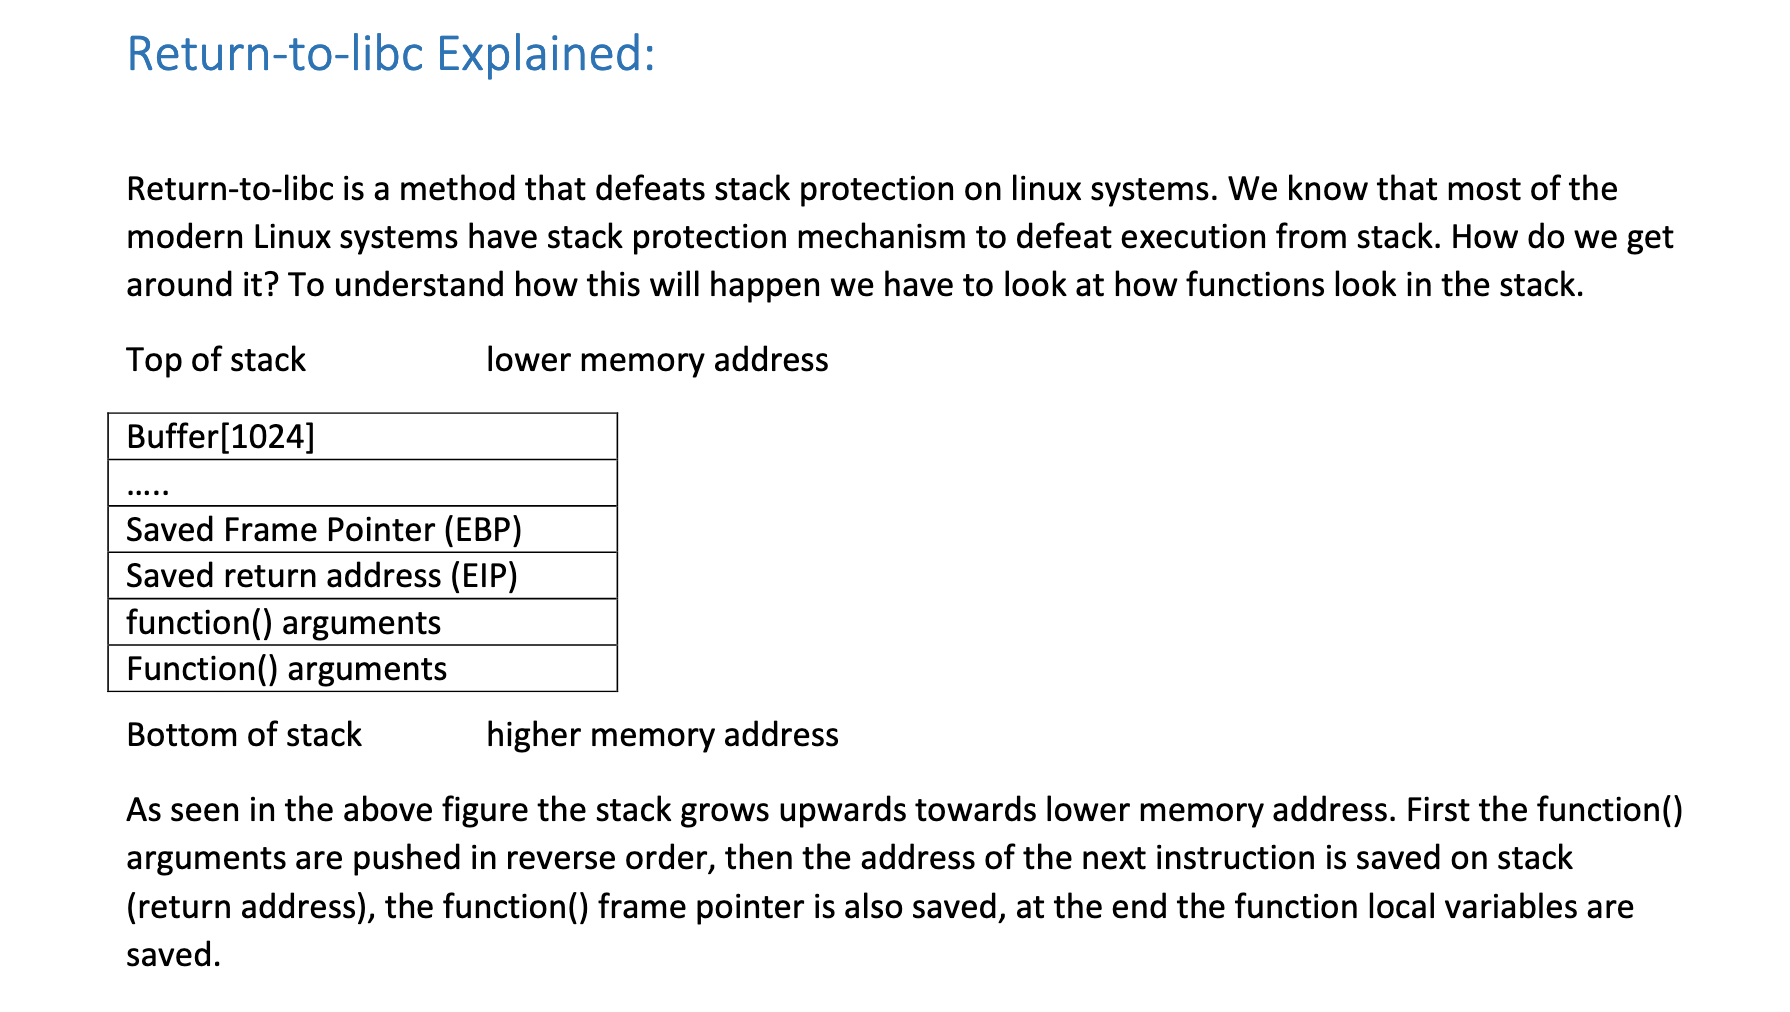 Return-to-libc Explained:
Return-to-libc is a method that defeats stack protection on linux systems. We know that most of the
modern Linux systems have stack protection mechanism to defeat execution from stack. How do we get
around it? To understand how this will happen we have to look at how functions look in the stack.
Top of stack lower memory address
Buffer[1024]
.....
Saved Frame Pointer (EBP)
Saved return address (EIP)
function() arguments
Function() arguments
Bottom of stack higher memory address
As seen in the above figure the stack grows upwards towards lower memory address. First the function()
arguments are pushed in reverse order, then the address of the next instruction is saved on stack
(return address), the function() frame pointer is also saved, at the end the function local variables are
saved.